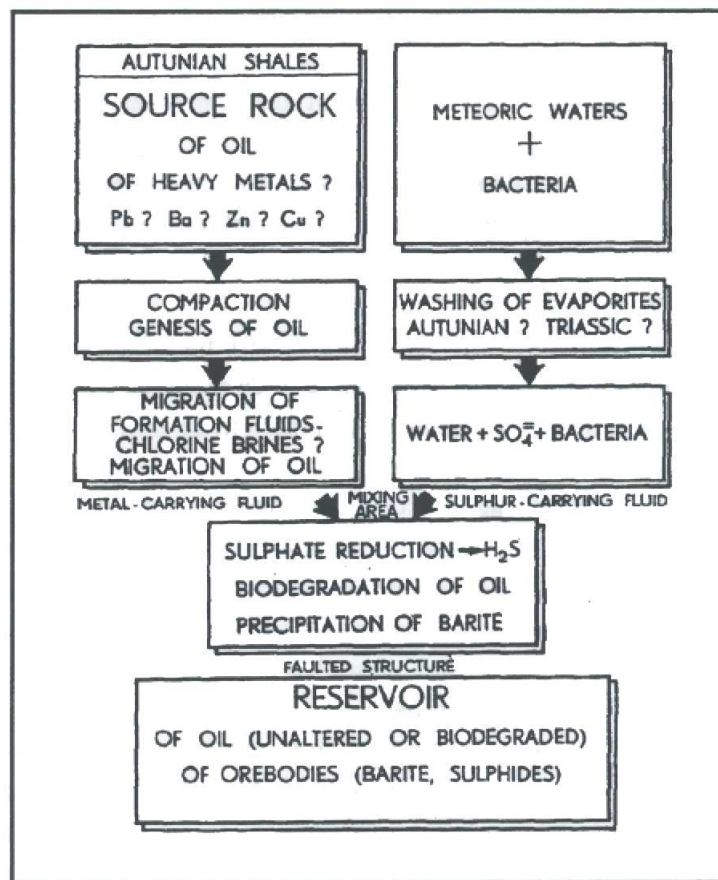 AUTUNIAN SHALES
SOURCE ROCK
OF OIL
OF HEAVY METALS ?
Pb ? Ba ? Zn ? Cu ?
METEORIC WATERS
+
BACTERIA
COMPACTION
GENESIS OF OIL
WASHING OF EVAPORITES
AUTUNIAN ? TRIASSIC ?
MIGRATION OF
FORMATION FLUIDS-
CHLORINE BRINES ?
MIGRATION OF OIL
WATER + SO₄⁼ + BACTERIA
METAL-CARRYING FLUID
MIXING
AREA
SULPHUR-CARRYING FLUID
SULPHATE REDUCTION → H₂S
BIODEGRADATION OF OIL
PRECIPITATION OF BARITE
FAULTED STRUCTURE
RESERVOIR
OF OIL (UNALTERED OR BIODEGRADED)
OF OREBODIES (BARITE, SULPHIDES)